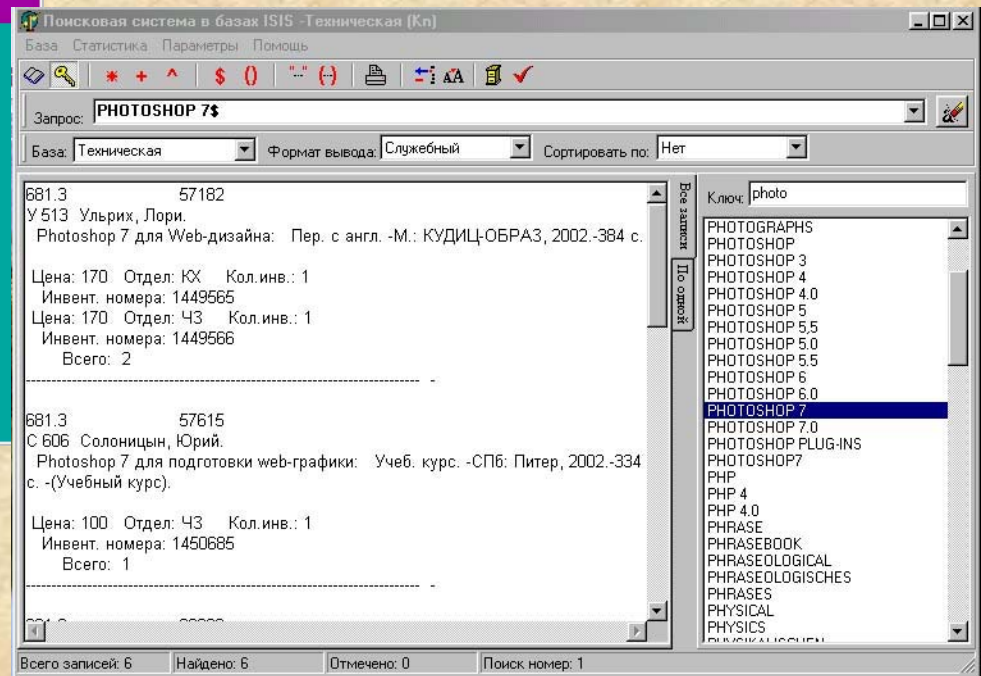 Поисковая система в базах ISIS -Техническая (Kn)
База Статистика Параметры Помощь
* + ^ $ () "--" (--) АА
Запрос: PHOTOSHOP 7$
База: Техническая Формат вывода: Служебный Сортировать по: Нет
681.3 57182
У 513 Ульрих, Лори.
Photoshop 7 для Web-дизайна: Пер. с англ. -М.: КУДИЦ-ОБРАЗ, 2002.-384 с.
Цена: 170 Отдел: КХ Кол.инв.: 1
Инвент. номера: 1449565
Цена: 170 Отдел: ЧЗ Кол.инв.: 1
Инвент. номера: 1449566
Всего: 2
681.3 57615
С 606 Солоницын, Юрий.
Photoshop 7 для подготовки web-графики: Учеб. курс. -СПб: Питер, 2002.-334
с. -(Учебный курс).
Цена: 100 Отдел: ЧЗ Кол.инв.: 1
Инвент. номера: 1450685
Всего: 1
Все записи
По одной
Ключ: photo
PHOTOGRAPHS
PHOTOSHOP
PHOTOSHOP 3
PHOTOSHOP 4
PHOTOSHOP 4.0
PHOTOSHOP 5
PHOTOSHOP 5,5
PHOTOSHOP 5.0
PHOTOSHOP 5.5
PHOTOSHOP 6
PHOTOSHOP 6.0
PHOTOSHOP 7
PHOTOSHOP 7.0
PHOTOSHOP PLUG-INS
PHOTOSHOP7
PHP
PHP 4
PHP 4.0
PHRASE
PHRASEBOOK
PHRASEOLOGICAL
PHRASEOLOGISCHES
PHRASES
PHYSICAL
PHYSICS
Всего записей: 6 Найдено: 6 Отмечено: 0 Поиск номер: 1